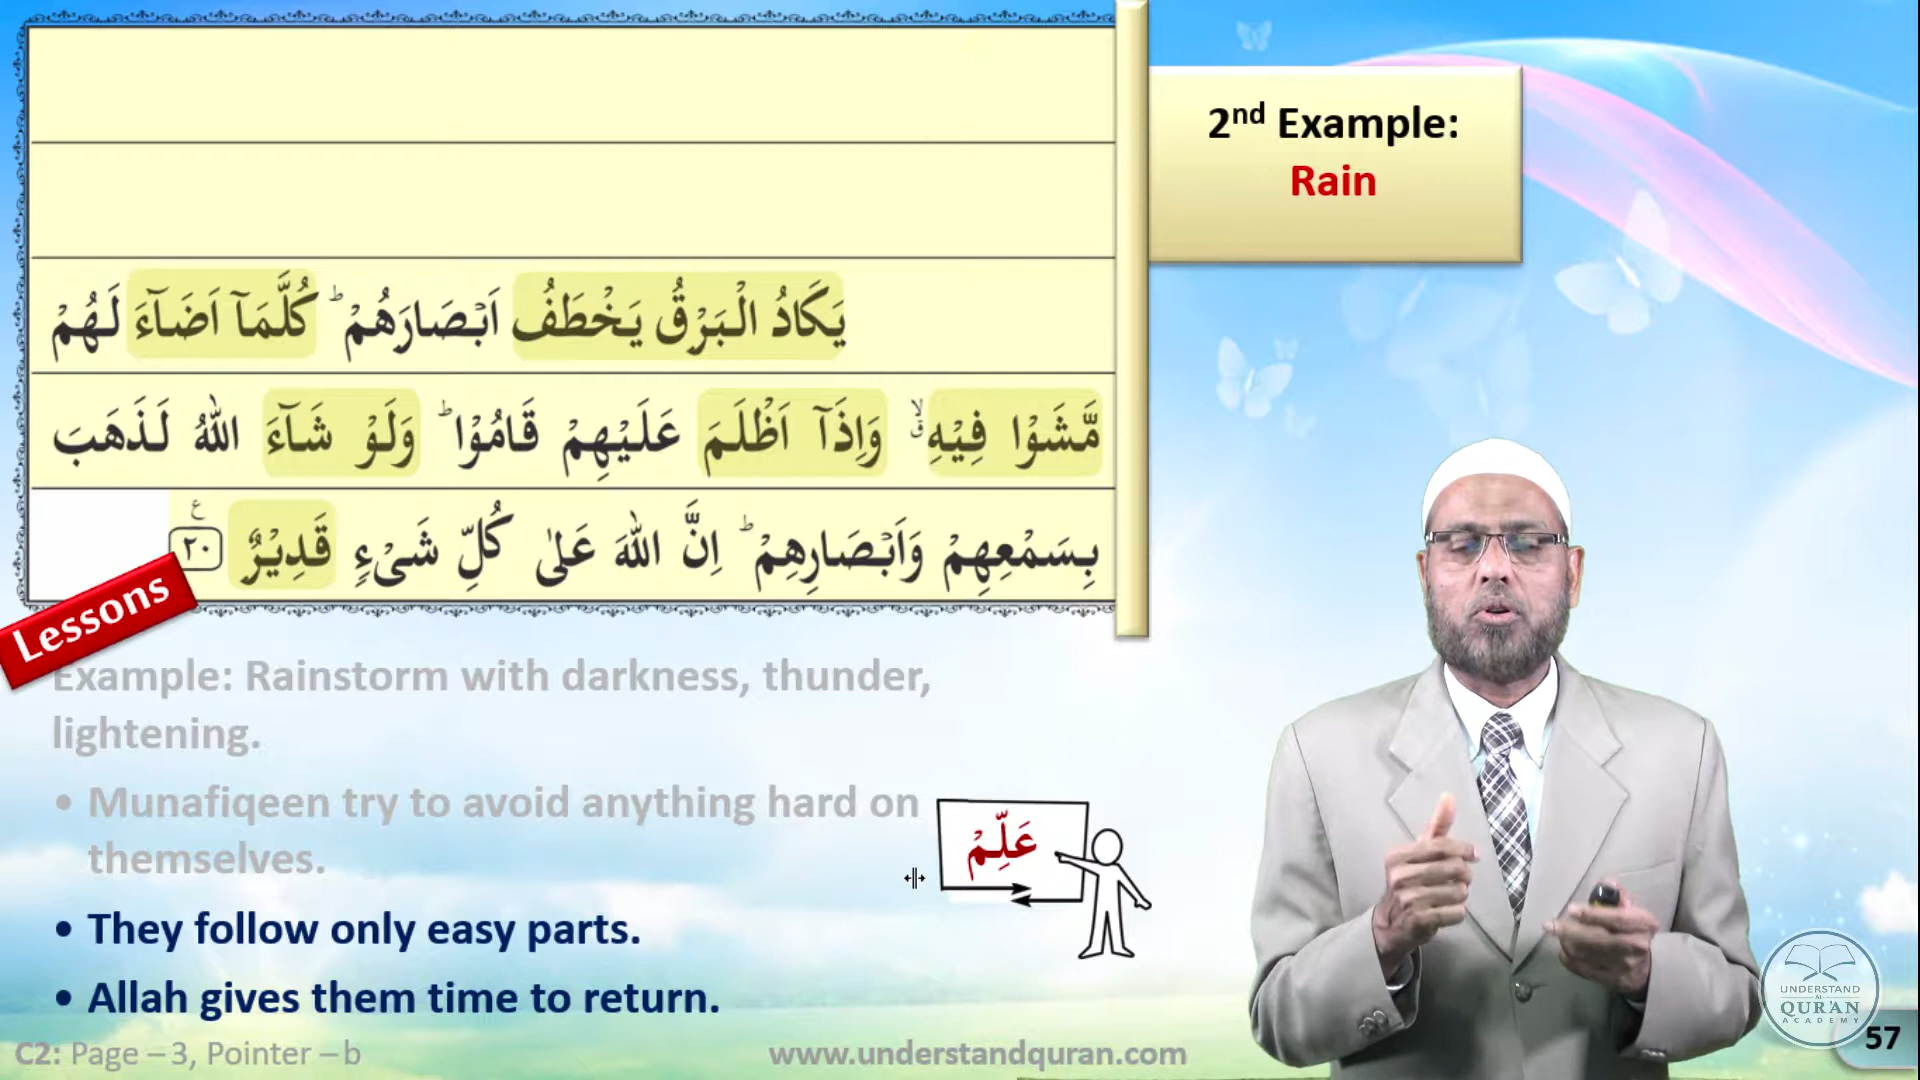 2nd Example:
Rain
يَكَادُ الْبَرْقُ يَخْطَفُ اَبْصَارَهُمْ ؕ كُلَّمَاۤ اَضَآءَ لَهُمْ
مَّشَوْا فِيْهِ ۙۗ وَاِذَاۤ اَظْلَمَ عَلَيْهِمْ قَامُوْا ؕ وَلَوْ شَآءَ اللّٰهُ لَذَهَبَ
بِسَمْعِهِمْ وَاَبْصَارِهِمْ ؕ اِنَّ اللّٰهَ عَلٰى كُلِّ شَىْءٍ قَدِيْرٌ ٢٠ ع
Lessons
Example: Rainstorm with darkness, thunder,
lightening.
• Munafiqeen try to avoid anything hard on
themselves.
عَلِّمْ
• They follow only easy parts.
• Allah gives them time to return.
UNDERSTAND
AL
QUR'AN
ACADEMY
C2: Page – 3, Pointer – b
www.understandquran.com
57